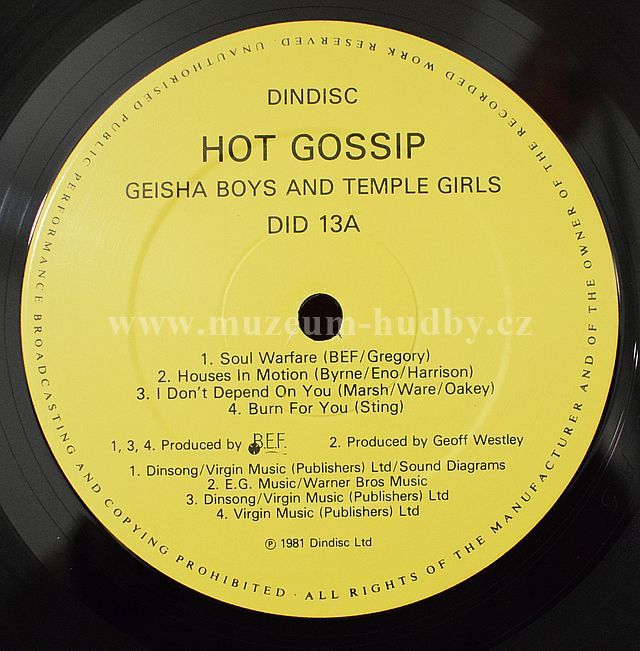 DINDISC
HOT GOSSIP
GEISHA BOYS AND TEMPLE GIRLS
DID 13A
www.muzeum-hudby.cz
1. Soul Warfare (BEF/Gregory)
2. Houses In Motion (Byrne/Eno/Harrison)
3. I Don't Depend On You (Marsh/Ware/Oakey)
4. Burn For You (Sting)
1, 3, 4. Produced by B.E.F. 2. Produced by Geoff Westley
1. Dinsong/Virgin Music (Publishers) Ltd/Sound Diagrams
2. E.G. Music/Warner Bros Music
3. Dinsong/Virgin Music (Publishers) Ltd
4. Virgin Music (Publishers) Ltd
℗ 1981 Dindisc Ltd
ALL RIGHTS OF THE MANUFACTURER AND OF THE OWNER OF THE RECORDED WORK RESERVED. UNAUTHORISED PUBLIC PERFORMANCE BROADCASTING AND COPYING PROHIBITED ·